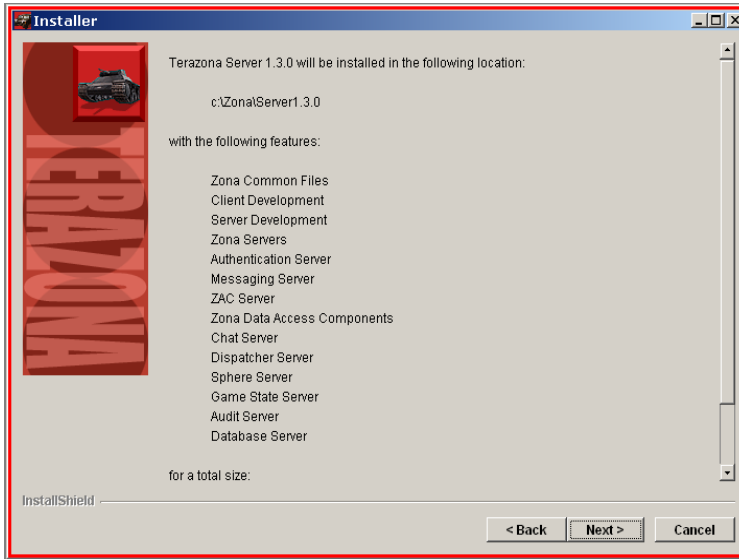 Installer
TERAZONA
Terazona Server 1.3.0 will be installed in the following location:
c:\Zona\Server1.3.0
with the following features:
Zona Common Files
Client Development
Server Development
Zona Servers
Authentication Server
Messaging Server
ZAC Server
Zona Data Access Components
Chat Server
Dispatcher Server
Sphere Server
Game State Server
Audit Server
Database Server
for a total size:
InstallShield
< Back
Next >
Cancel